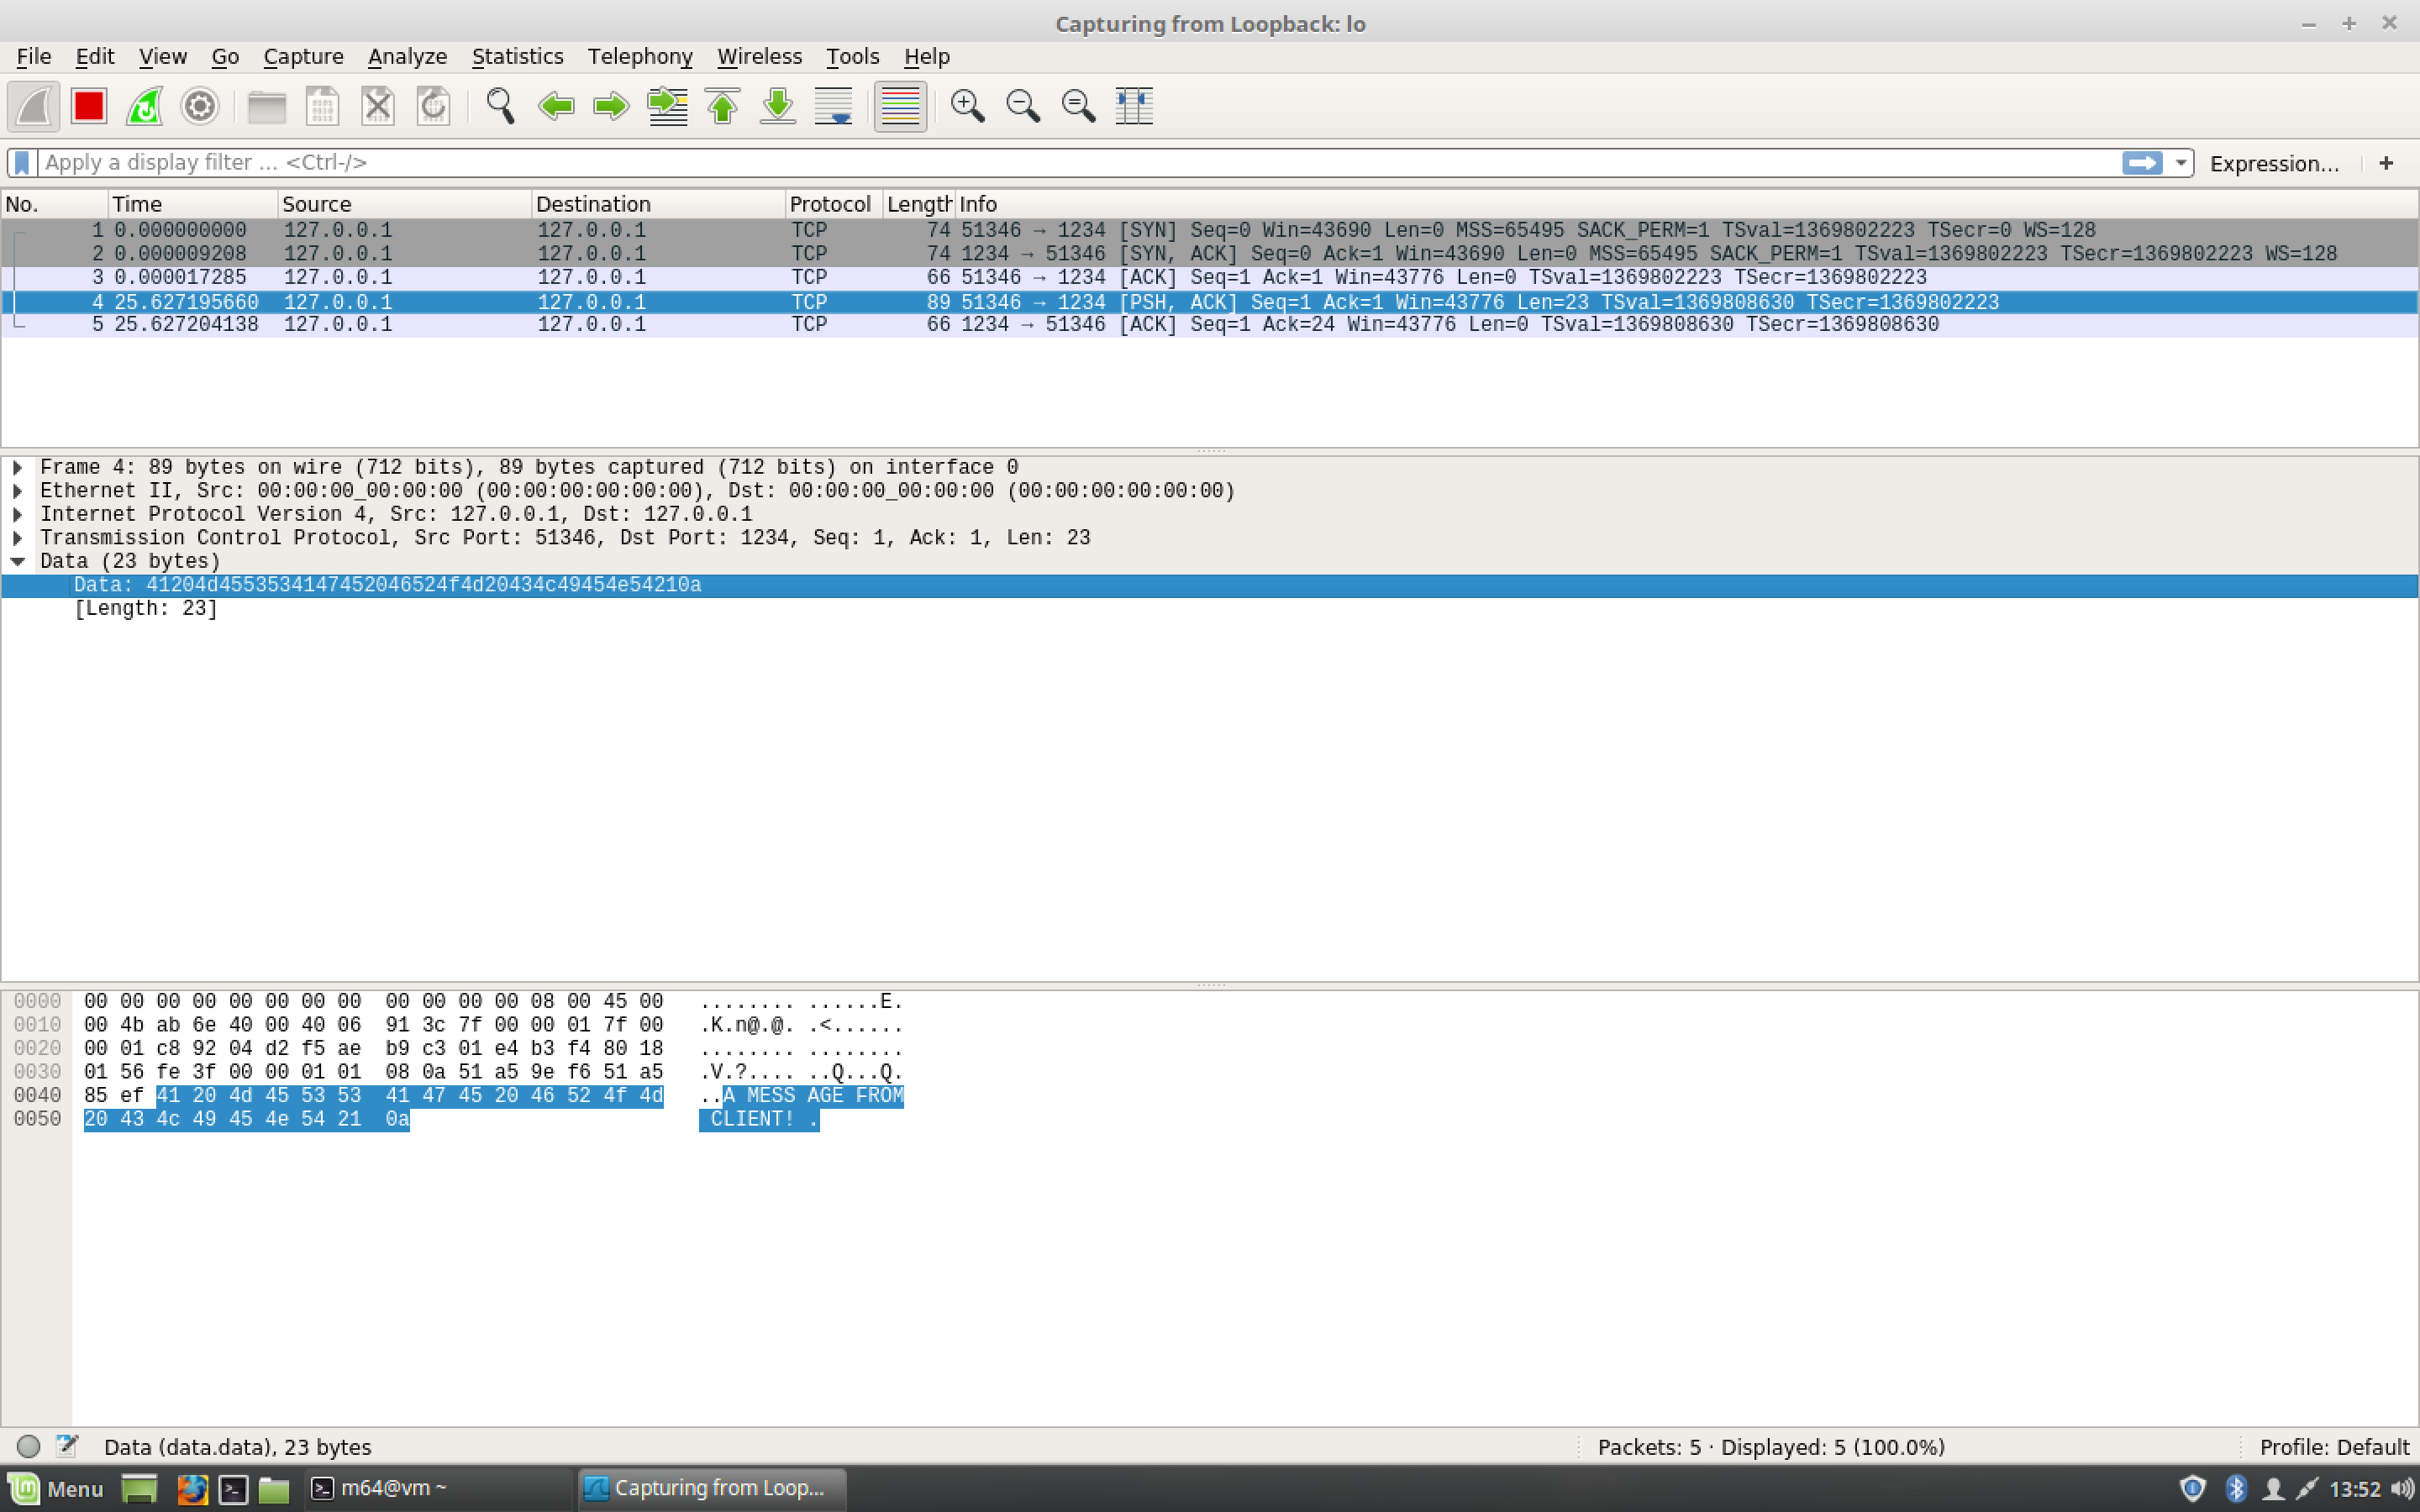 Capturing from Loopback: lo
File Edit View Go Capture Analyze Statistics Telephony Wireless Tools Help
Apply a display filter ... <Ctrl-/> Expression... +
No. Time Source Destination Protocol Length Info
1 0.000000000 127.0.0.1 127.0.0.1 TCP 74 51346 → 1234 [SYN] Seq=0 Win=43690 Len=0 MSS=65495 SACK_PERM=1 TSval=1369802223 TSecr=0 WS=128
2 0.000009208 127.0.0.1 127.0.0.1 TCP 74 1234 → 51346 [SYN, ACK] Seq=0 Ack=1 Win=43690 Len=0 MSS=65495 SACK_PERM=1 TSval=1369802223 TSecr=1369802223 WS=128
3 0.000017285 127.0.0.1 127.0.0.1 TCP 66 51346 → 1234 [ACK] Seq=1 Ack=1 Win=43776 Len=0 TSval=1369802223 TSecr=1369802223
4 25.627195660 127.0.0.1 127.0.0.1 TCP 89 51346 → 1234 [PSH, ACK] Seq=1 Ack=1 Win=43776 Len=23 TSval=1369808630 TSecr=1369802223
5 25.627204138 127.0.0.1 127.0.0.1 TCP 66 1234 → 51346 [ACK] Seq=1 Ack=24 Win=43776 Len=0 TSval=1369808630 TSecr=1369808630
Frame 4: 89 bytes on wire (712 bits), 89 bytes captured (712 bits) on interface 0
Ethernet II, Src: 00:00:00_00:00:00 (00:00:00:00:00:00), Dst: 00:00:00_00:00:00 (00:00:00:00:00:00)
Internet Protocol Version 4, Src: 127.0.0.1, Dst: 127.0.0.1
Transmission Control Protocol, Src Port: 51346, Dst Port: 1234, Seq: 1, Ack: 1, Len: 23
Data (23 bytes)
Data: 41204d4553534147452046524f4d20434c49454e54210a
[Length: 23]
0000 00 00 00 00 00 00 00 00 00 00 00 00 08 00 45 00 ........ ......E.
0010 00 4b ab 6e 40 00 40 06 91 3c 7f 00 00 01 7f 00 .K.n@.@. .<......
0020 00 01 c8 92 04 d2 f5 ae b9 c3 01 e4 b3 f4 80 18 ........ ........
0030 01 56 fe 3f 00 00 01 01 08 0a 51 a5 9e f6 51 a5 .V.?.... ..Q...Q.
0040 85 ef 41 20 4d 45 53 53 41 47 45 20 46 52 4f 4d ..A MESS AGE FROM
0050 20 43 4c 49 45 4e 54 21 0a CLIENT! .
Data (data.data), 23 bytes Packets: 5 · Displayed: 5 (100.0%) Profile: Default
Menu m64@vm ~ Capturing from Loop... 13:52